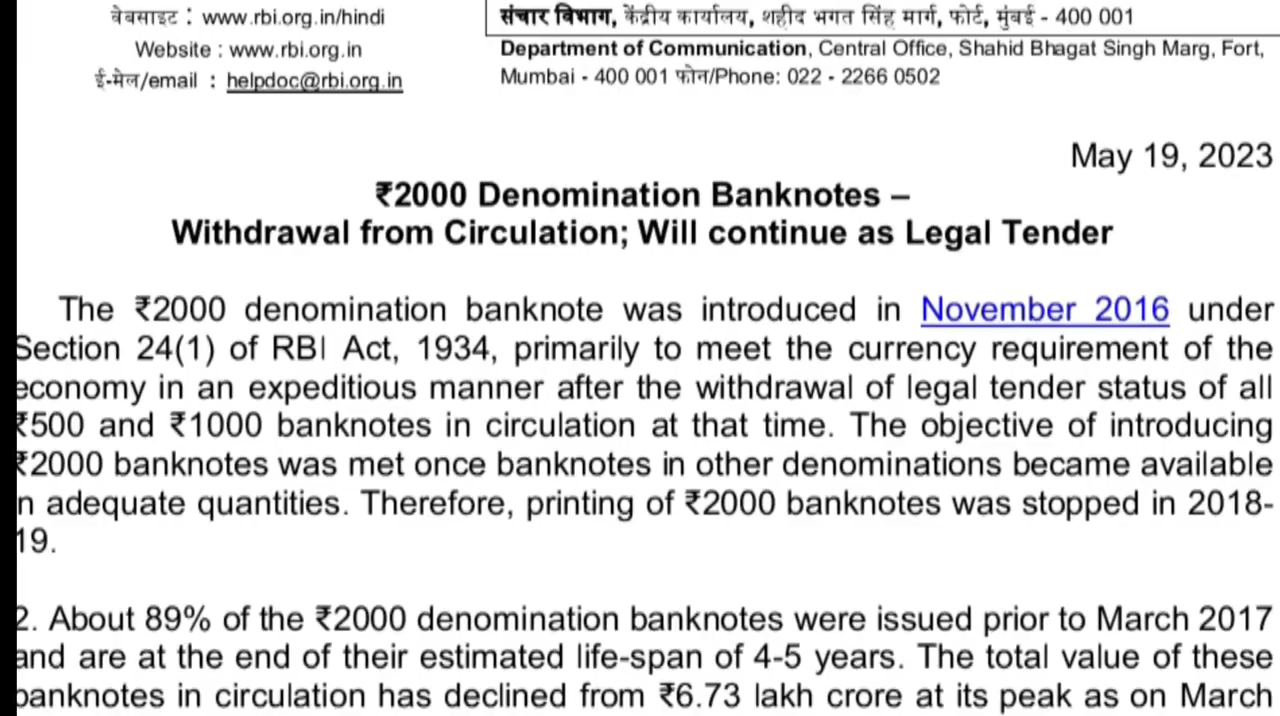 वेबसाइट : www.rbi.org.in/hindi
Website : www.rbi.org.in
ई-मेल/email : helpdoc@rbi.org.in
संचार विभाग, केंद्रीय कार्यालय, शहीद भगत सिंह मार्ग, फोर्ट, मुंबई - 400 001
Department of Communication, Central Office, Shahid Bhagat Singh Marg, Fort,
Mumbai - 400 001 फोन/Phone: 022 - 2266 0502
May 19, 2023
₹2000 Denomination Banknotes –
Withdrawal from Circulation; Will continue as Legal Tender
The ₹2000 denomination banknote was introduced in November 2016 under
Section 24(1) of RBI Act, 1934, primarily to meet the currency requirement of the
economy in an expeditious manner after the withdrawal of legal tender status of all
₹500 and ₹1000 banknotes in circulation at that time. The objective of introducing
₹2000 banknotes was met once banknotes in other denominations became available
n adequate quantities. Therefore, printing of ₹2000 banknotes was stopped in 2018-
19.
2. About 89% of the ₹2000 denomination banknotes were issued prior to March 2017
and are at the end of their estimated life-span of 4-5 years. The total value of these
banknotes in circulation has declined from ₹6.73 lakh crore at its peak as on March